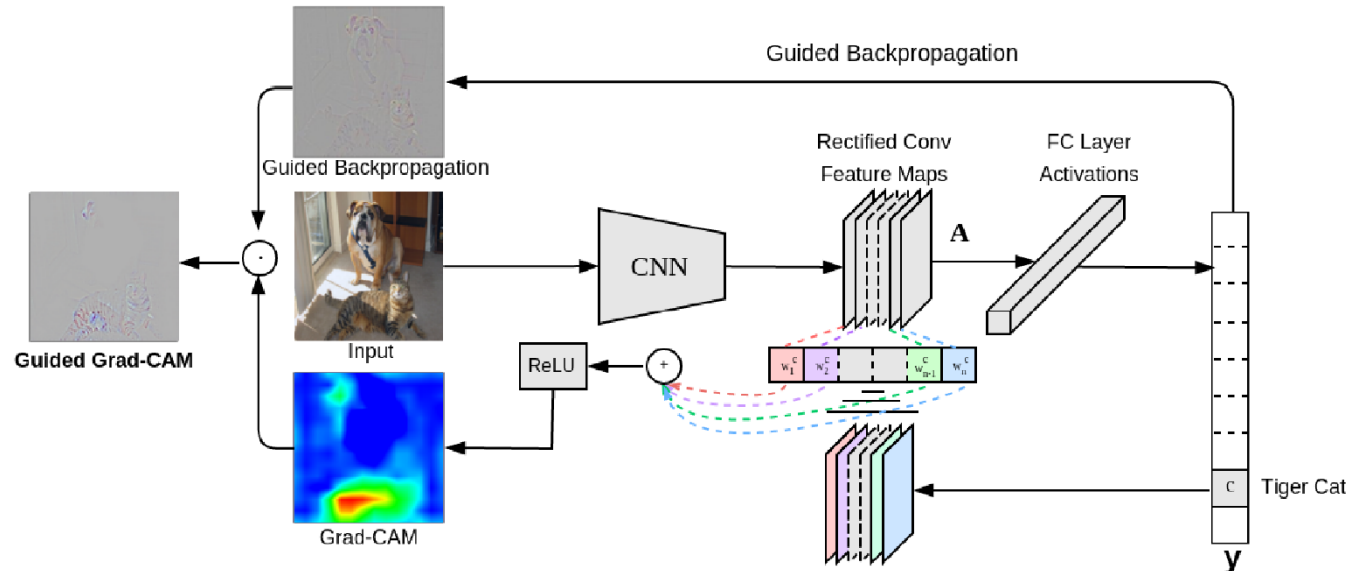 Guided Backpropagation
Rectified Conv
Feature Maps
FC Layer
Activations
Guided Backpropagation
A
CNN
·
Guided Grad-CAM
Input
ReLU
+
w₁ᶜ w₂ᶜ wₙ₋₁ᶜ wₙᶜ
Grad-CAM
C Tiger Cat
y